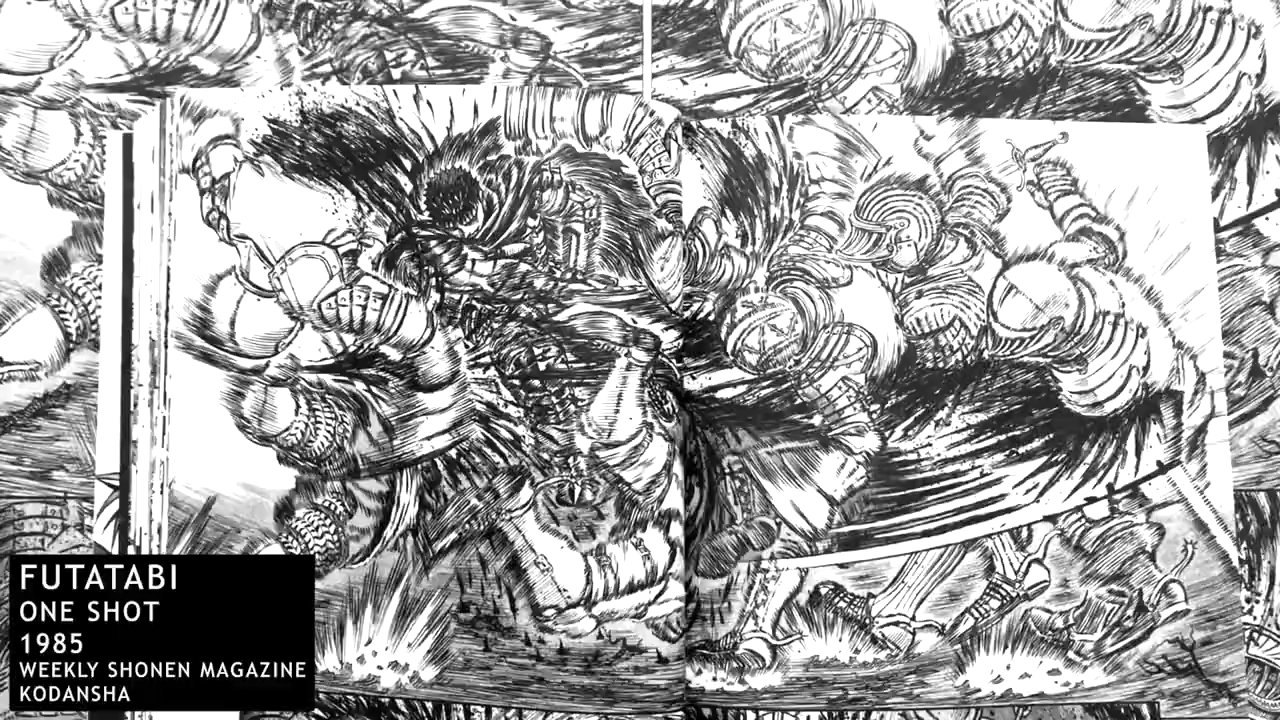 FUTATABI
ONE SHOT
1985
WEEKLY SHONEN MAGAZINE
KODANSHA